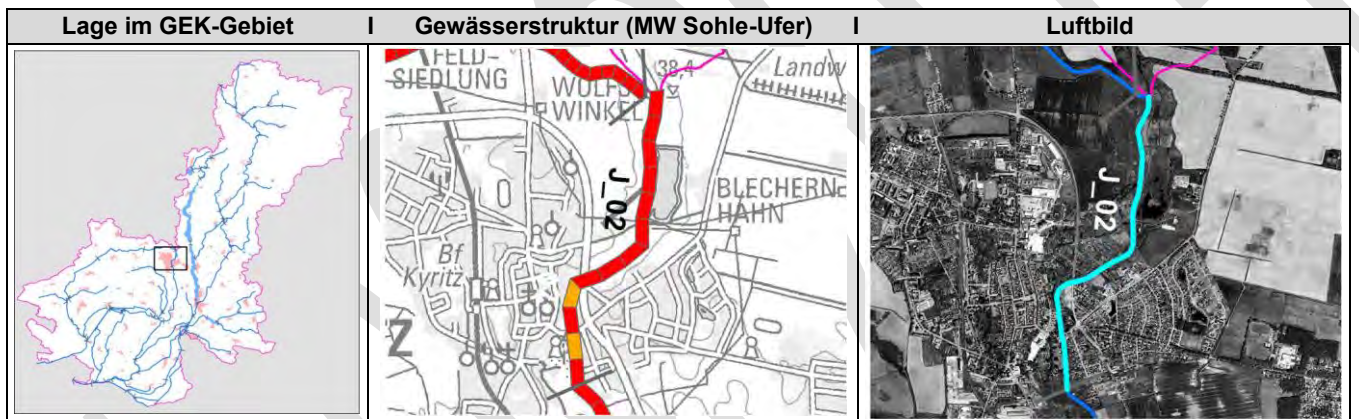 Lage im GEK-Gebiet I Gewässerstruktur (MW Sohle-Ufer) I Luftbild
FELD-
SIEDLUNG
WULFS
WINKEL
38,4
Landw
J_02
BLECHERN
HAHN
Bf
Kyritz
Z
J_02